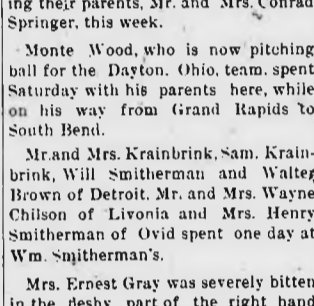 ing their parents, Mr. and Mrs. Conrad
Springer, this week.
Monte Wood, who is now pitching
ball for the Dayton. Ohio, team. spent
Saturday with his parents here, while
on his way from Grand Rapids to
South Bend.
Mr.and Mrs. Krainbrink, Sam. Krain-
brink, Will Smitherman and Walter
Brown of Detroit. Mr. and Mrs. Wayne
Chilson of Livonia and Mrs. Henry
Smitherman of Ovid spent one day at
Wm. Smitherman's.
Mrs. Ernest Gray was severely bitten
in the fleshy part of the right hand